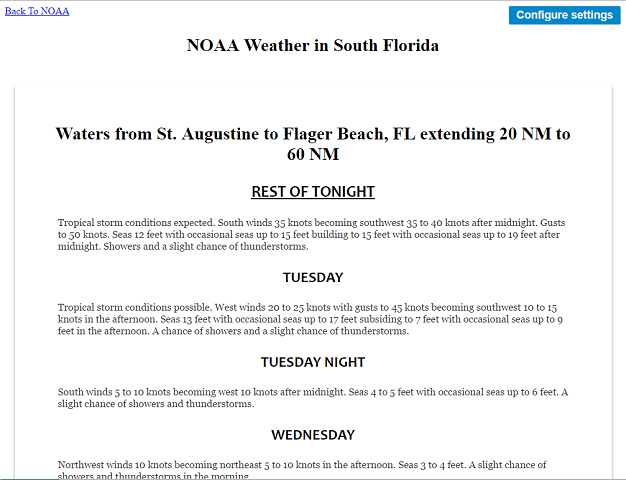 Back To NOAA
Configure settings
NOAA Weather in South Florida
Waters from St. Augustine to Flager Beach, FL extending 20 NM to
60 NM
REST OF TONIGHT
Tropical storm conditions expected. South winds 35 knots becoming southwest 35 to 40 knots after midnight. Gusts
to 50 knots. Seas 12 feet with occasional seas up to 15 feet building to 15 feet with occasional seas up to 19 feet after
midnight. Showers and a slight chance of thunderstorms.
TUESDAY
Tropical storm conditions possible. West winds 20 to 25 knots with gusts to 45 knots becoming southwest 10 to 15
knots in the afternoon. Seas 13 feet with occasional seas up to 17 feet subsiding to 7 feet with occasional seas up to 9
feet in the afternoon. A chance of showers and a slight chance of thunderstorms.
TUESDAY NIGHT
South winds 5 to 10 knots becoming west 10 knots after midnight. Seas 4 to 5 feet with occasional seas up to 6 feet. A
slight chance of showers and thunderstorms.
WEDNESDAY
Northwest winds 10 knots becoming northeast 5 to 10 knots in the afternoon. Seas 3 to 4 feet. A slight chance of
showers and thunderstorms in the morning.